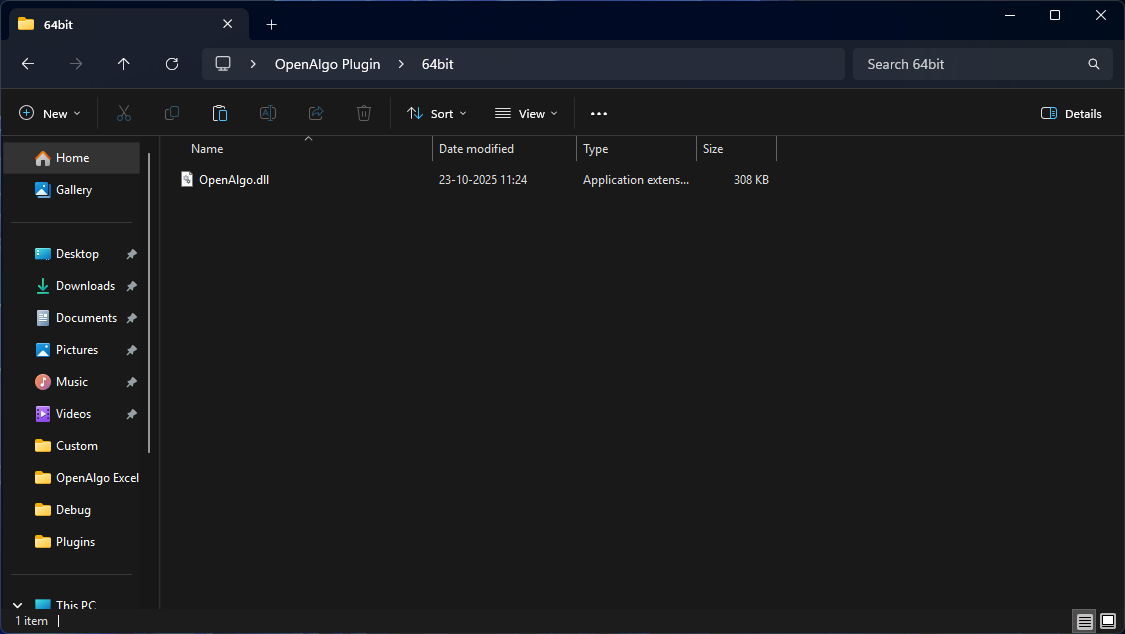 64bit
OpenAlgo Plugin
64bit
Search 64bit
New
Sort
View
Details
Name
Date modified
Type
Size
OpenAlgo.dll
23-10-2025 11:24
Application extens...
308 KB
Home
Gallery
Desktop
Downloads
Documents
Pictures
Music
Videos
Custom
OpenAlgo Excel
Debug
Plugins
This PC
1 item